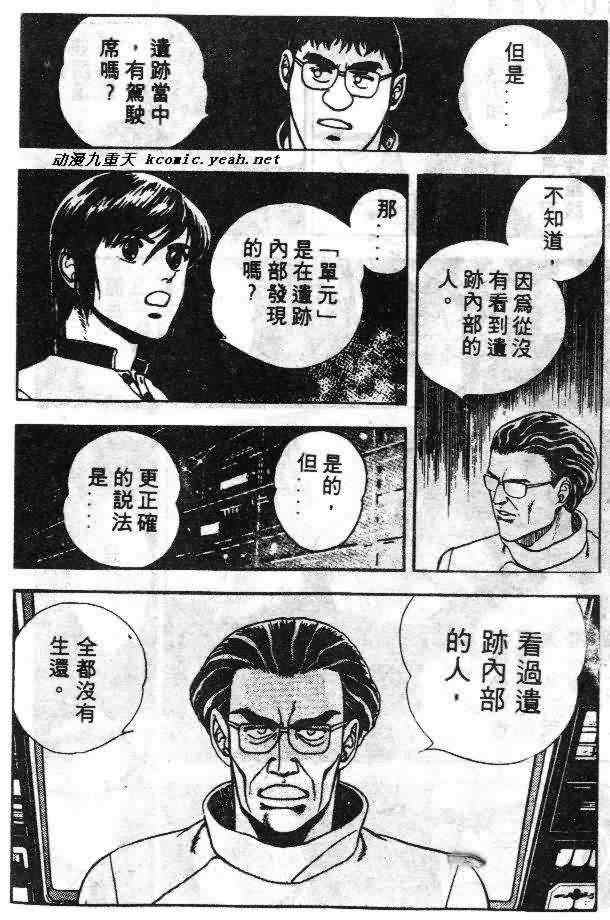 但是‥‥
遺跡當中
，有駕駛
席嗎？
动漫九重天 kcomic.yeah.net
不知道，
因爲從沒
有看到遺
跡內部的
人。
那‥‥
「單元」
是在遺跡
內部發現
的嗎？
是的，
但‥‥
更正確
的説法
是‥‥
看過遺
跡內部
的人，
全都沒有
生還。